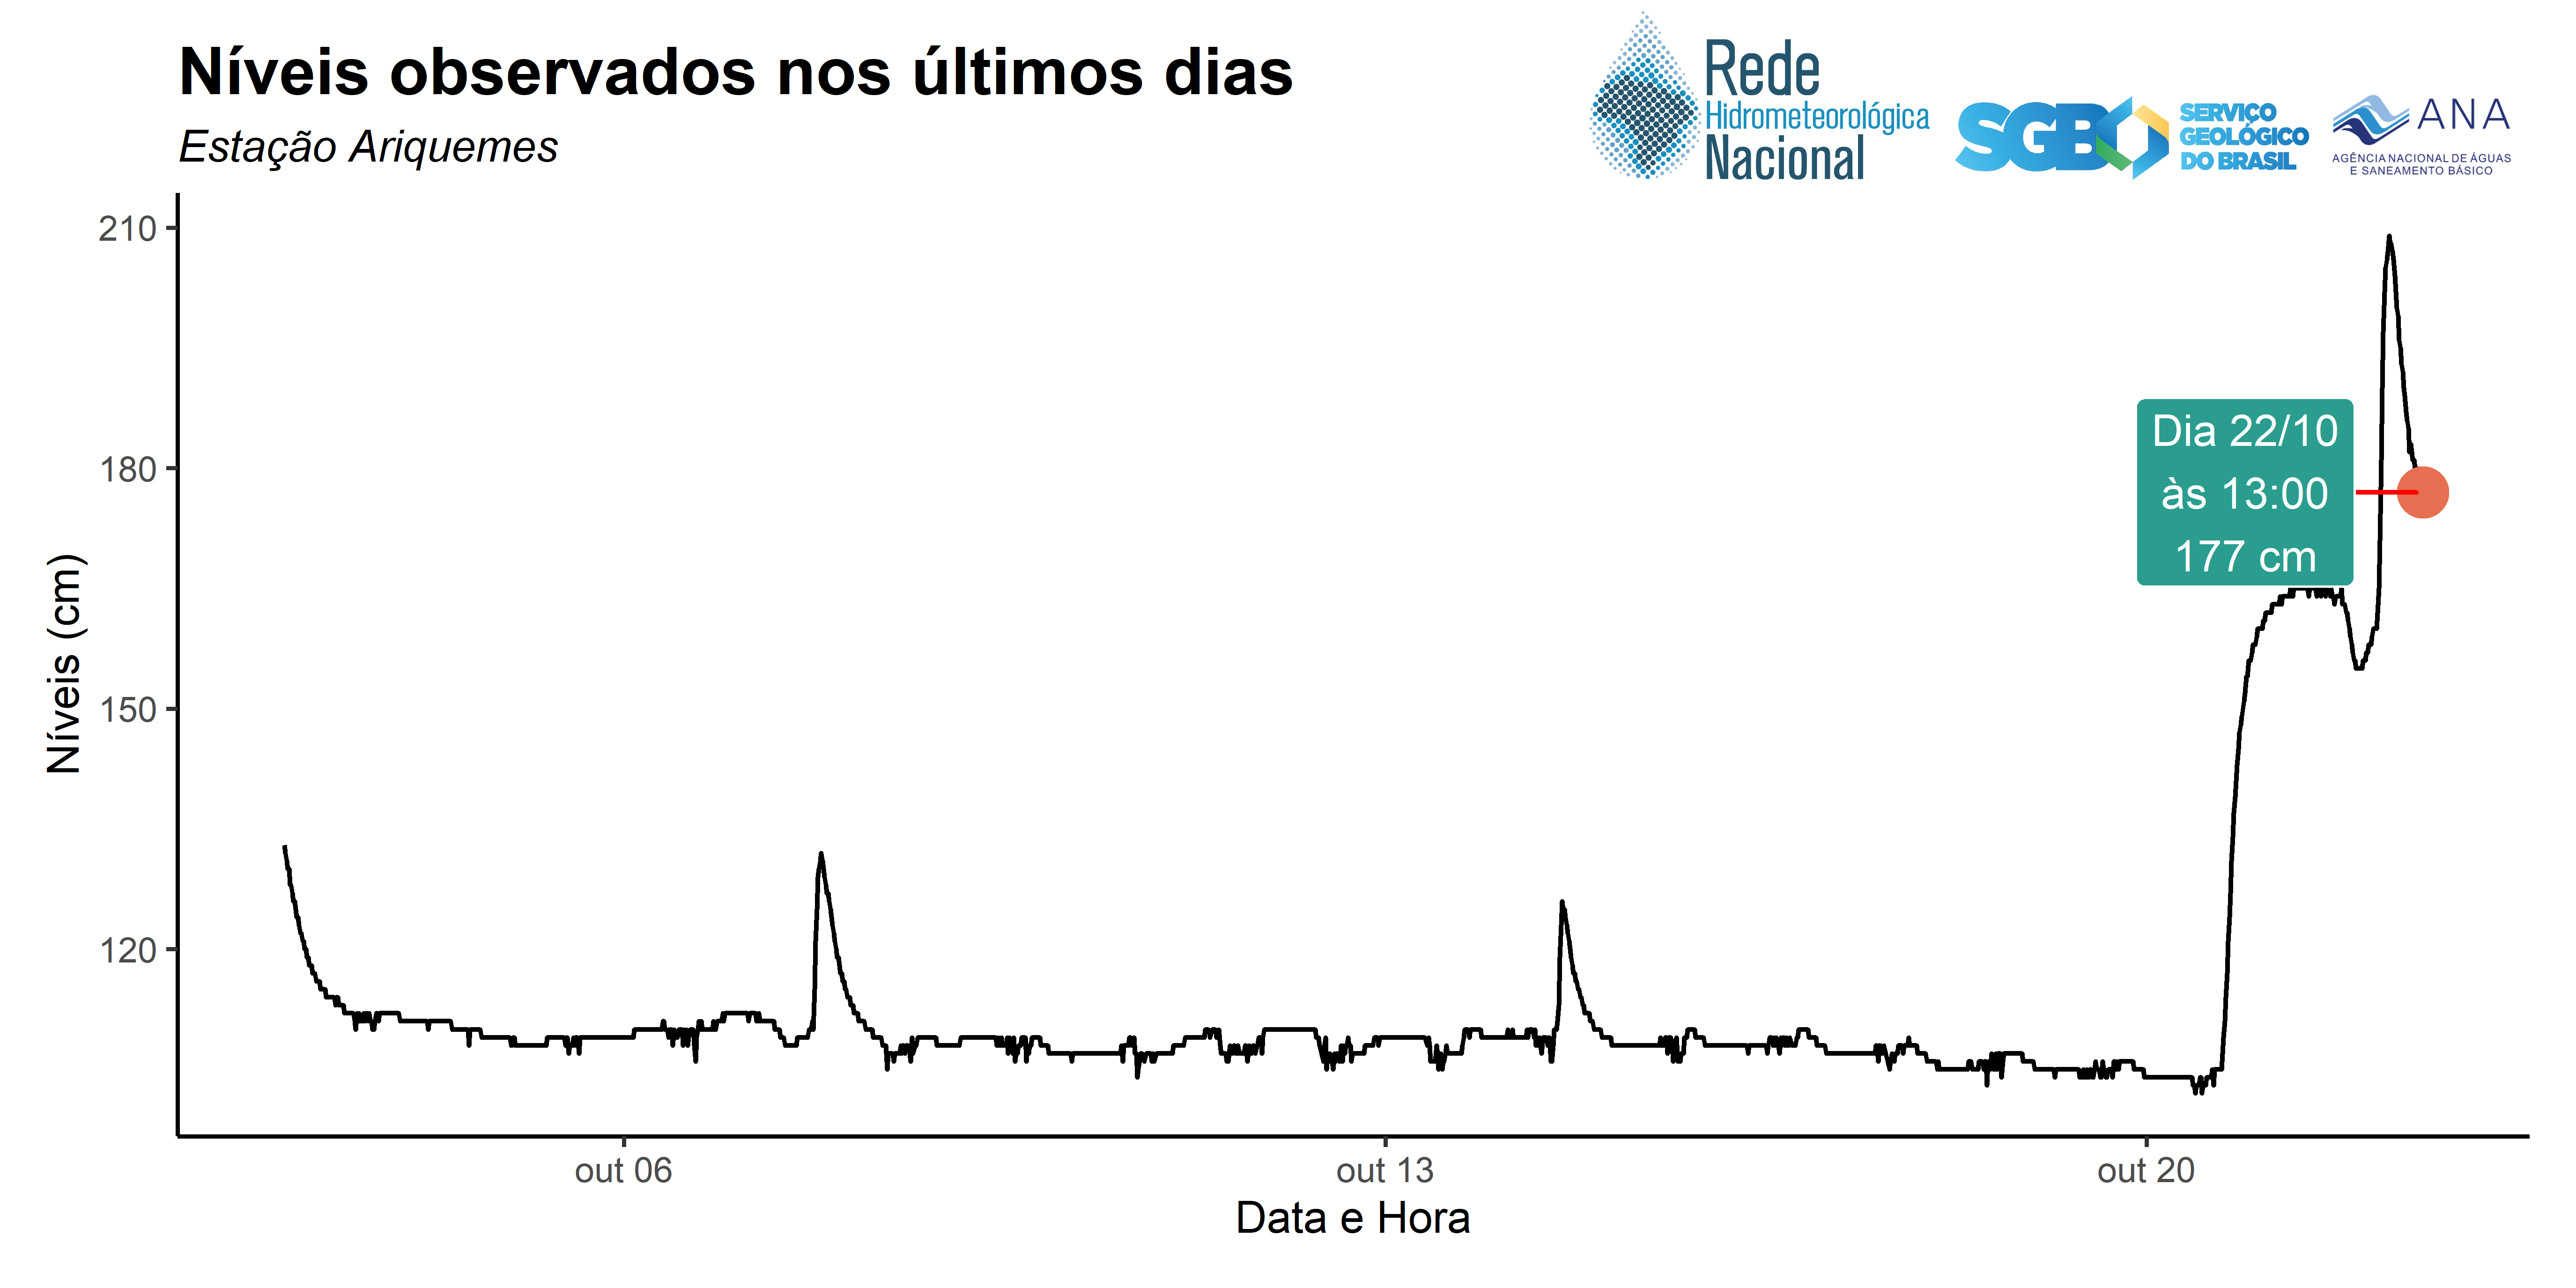 Níveis observados nos últimos dias
Estação Ariquemes
Rede
Hidrometeorológica
Nacional
SGB
SERVIÇO
GEOLÓGICO
DO BRASIL
ANA
AGÊNCIA NACIONAL DE ÁGUAS
E SANEAMENTO BÁSICO
Níveis (cm)
210
180
150
120
Dia 22/10
às 13:00
177 cm
out 06
out 13
out 20
Data e Hora